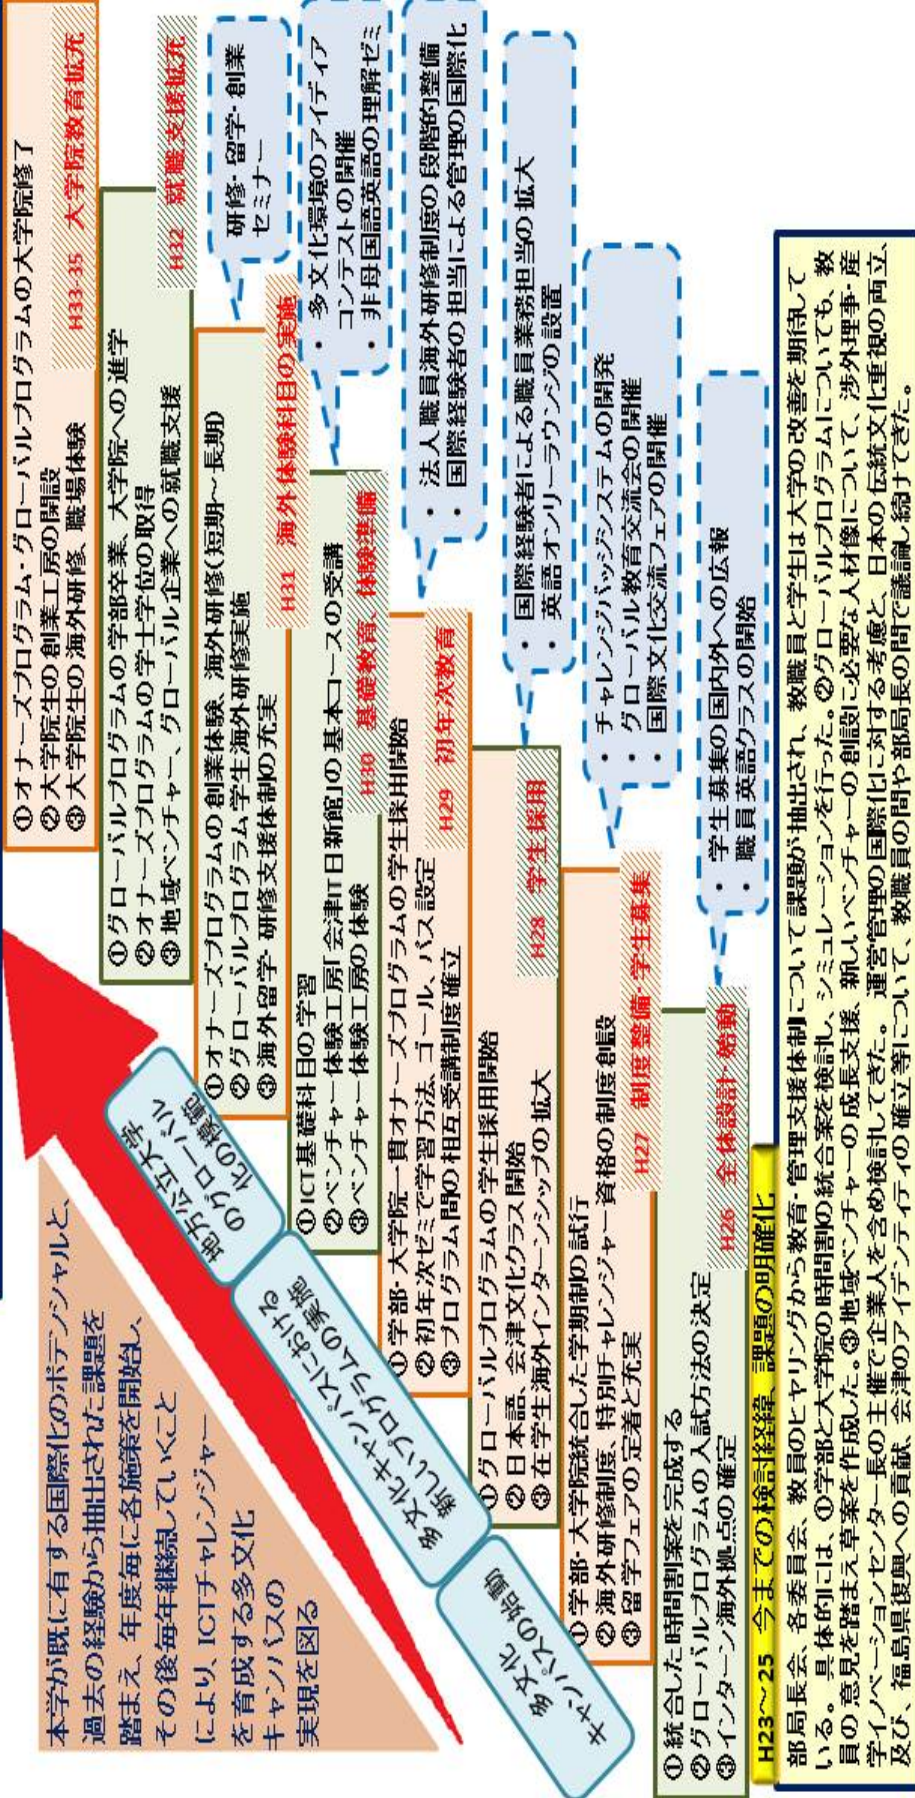 本学が既に有する国際化のポテンシャルと、
過去の経験から抽出された課題を
踏まえ、年度毎に各施策を開始し、
その後毎年継続していくこと
により、ICTチャレンジャー
を育成する多文化
キャンパスの
実現を図る
地方公立大学
のグローバル
化の模範
多文化キャンパスにおける
新しいプログラムの実施
多文化
キャンパスの始動
①オナーズプログラム・グローバルプログラムの大学院修了
②大学院生の創業工房の開設
③大学院生の海外研修、職場体験
H33-35 大学院教育拡充
①グローバルプログラムの学部卒業、大学院への進学
②オナーズプログラムの学士学位の取得
③地域ベンチャー、グローバル企業への就職支援
H32 就職支援拡充
①オナーズプログラムの創業体験、海外研修(短期~長期)
②グローバルプログラム学生海外研修実施
③海外留学・研修支援体制の充実
H31 海外体験科目の実施
研修・留学・創業
セミナー
①ICT基礎科目の学習
②ベンチャー体験工房「会津IT日新館」の基本コースの受講
③ベンチャー体験工房の体験
H30 基礎教育、体験準備
・ 多文化環境のアイディア
コンテストの開催
・ 非母国語英語の理解ゼミ
①学部・大学院一貫オナーズプログラムの学生採用開始
②初年次ゼミで学習方法、ゴール、パス設定
③プログラム間の相互受講制度確立
H29 初年次教育
・ 法人職員海外研修制度の段階的整備
・ 国際経験者の担当による管理の国際化
①グローバルプログラムの学生採用開始
②日本語、会津文化クラス開始
③在学生海外インターンシップの拡大
H28 学生採用
・ 国際経験者による職員業務担当の拡大
・ 英語オンリーラウンジの設置
①学部・大学院統合した学期制の試行
②海外研修制度、特別チャレンジャー資格の制度創設
③留学フェアの定着と充実
H27 制度整備・学生募集
・ チャレンジバッジシステムの開発
・ グローバル教育交流会の開催
・ 国際文化交流フェアの開催
①統合した時間割案を完成する
②グローバルプログラムの入試方法の決定
③インターン海外拠点の確定
H26 全体設計・始動
・ 学生募集の国内外への広報
・ 職員英語クラスの開始
H23~25 今までの検討経緯、課題の明確化
部局長会、各委員会、教員のヒヤリングから教育・管理支援体制について課題が抽出され、教職員と学生は大学の改善を期待して
いる。具体的には、①学部と大学院の時間割の統合案を検討し、シミュレーションを行った。②グローバルプログラムについても、教
員の意見を踏まえ草案を作成した。③地域ベンチャーの成長支援、新しいベンチャーの創設に必要な人材像について、渉外理事・産
学イノベーションセンター長の主催で企業人を含め検討してきた。 運営管理の国際化に対する考慮と、日本の伝統文化重視の両立、
及び、福島県復興への貢献、会津のアイデンティティの確立等について、教職員の間や部局長の間で議論し続けてきた。